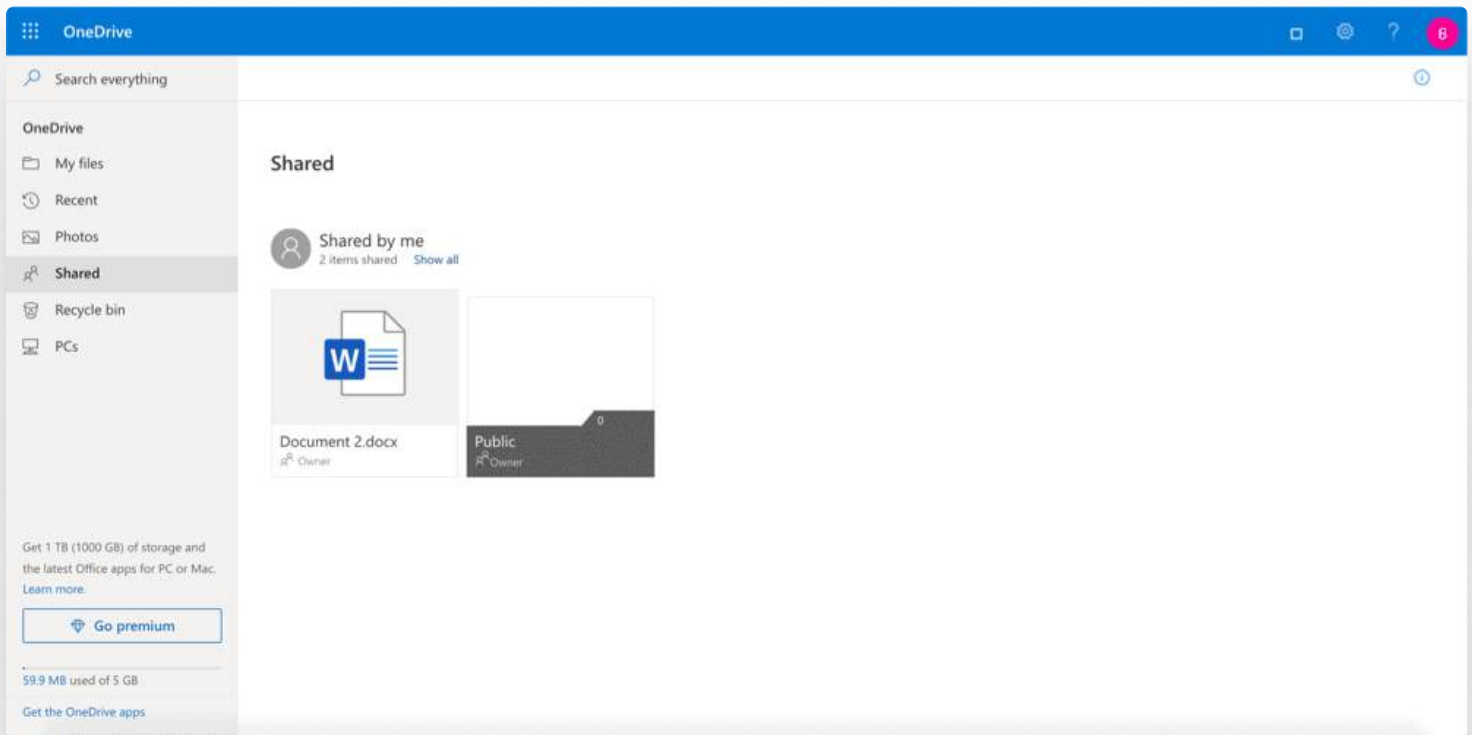 OneDrive
?
Search everything
OneDrive
My files
Recent
Photos
Shared
Recycle bin
PCs
Get 1 TB (1000 GB) of storage and
the latest Office apps for PC or Mac.
Learn more.
Go premium
59.9 MB used of 5 GB
Get the OneDrive apps
Shared
Shared by me
2 items shared Show all
W
Document 2.docx
Owner
0
Public
Owner